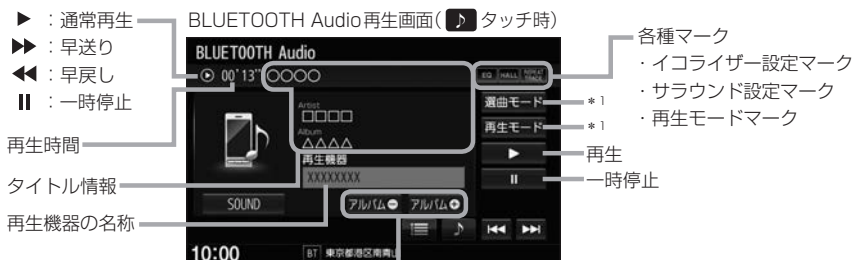 ▶ ：通常再生
▶▶ ：早送り
◀◀ ：早戻し
II ：一時停止
再生時間
タイトル情報
再生機器の名称
BLUETOOTH Audio再生画面(♪タッチ時)
BLUETOOTH Audio
00'13" ○○○○
EQ HALL REPEAT TRACK
Artist
□□□□
Album
△△△△
再生機器
XXXXXXXX
SOUND
アルバム⊖ アルバム⊕
選曲モード
再生モード
▶
II
10:00
BT 東京都港区南青山
＊1
＊1
再生
一時停止
各種マーク
・イコライザー設定マーク
・サラウンド設定マーク
・再生モードマーク